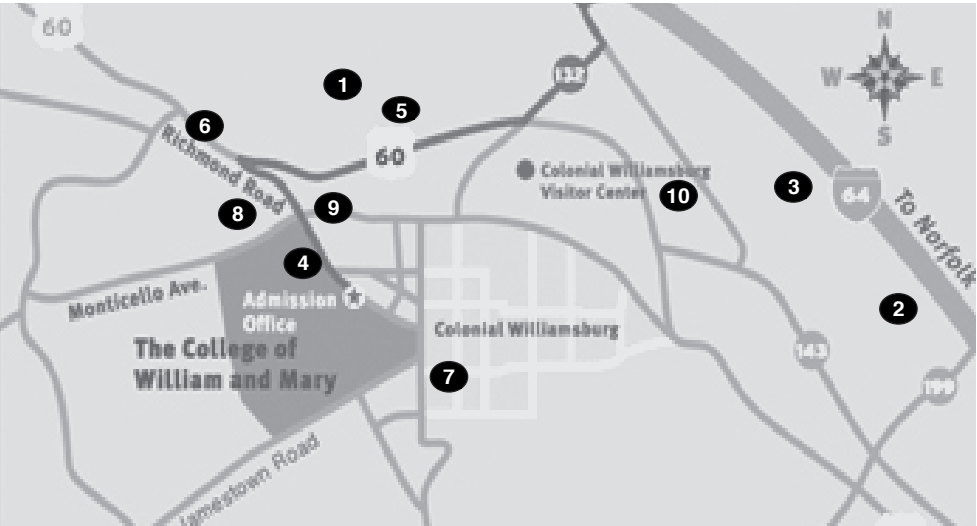 60
N
W E
S
132
1
5
6
Richmond Road
60
Colonial Williamsburg
Visitor Center
10
3
64
To Norfolk
8
9
4
Monticello Ave.
Admission
Office
2
The College of
William and Mary
Colonial Williamsburg
143
7
199
Jamestown Road